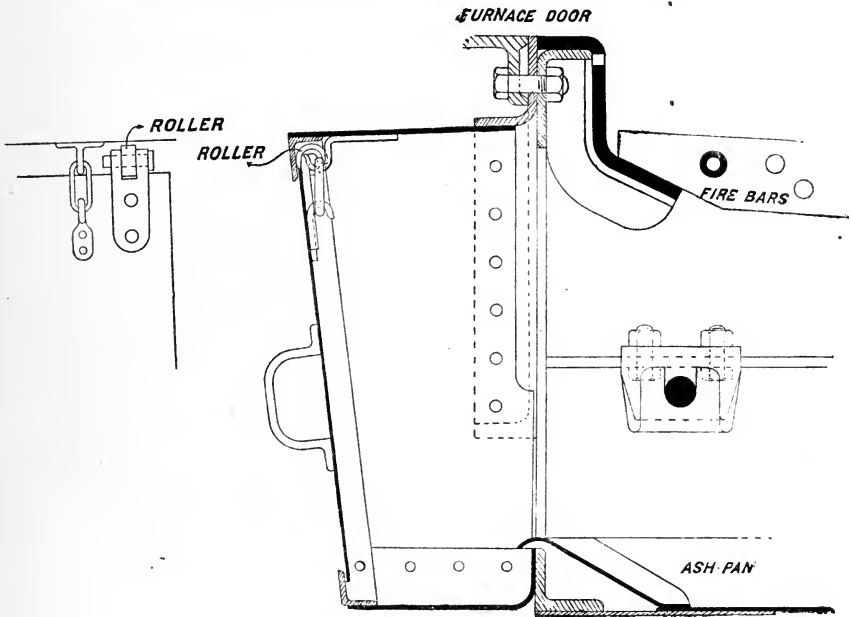 FURNACE DOOR
ROLLER
ROLLER
FIRE BARS
ASH-PAN